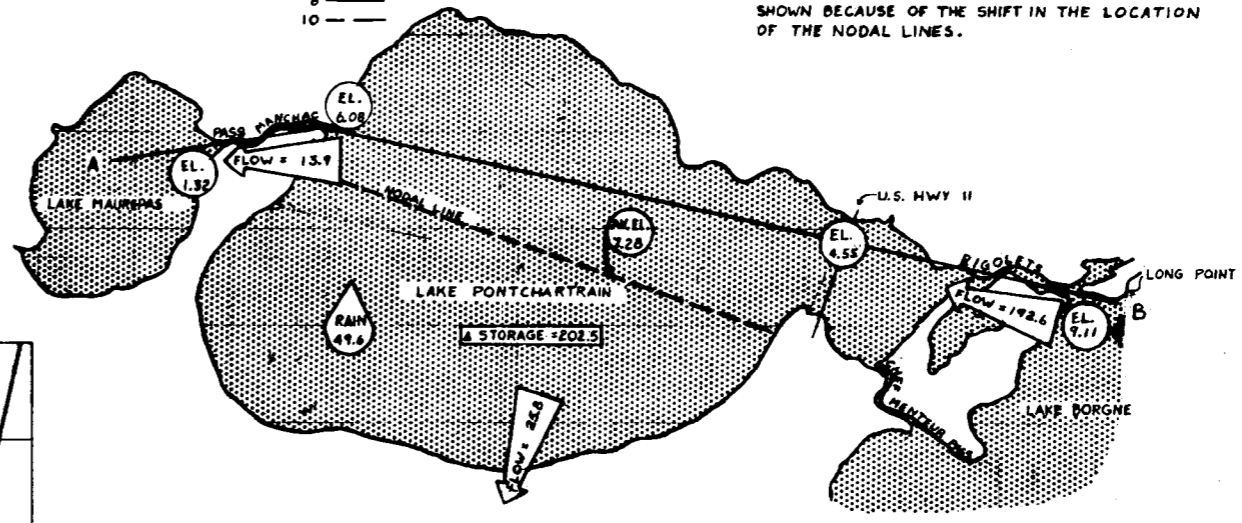 8
10
SHOWN BECAUSE OF THE SHIFT IN THE LOCATION
OF THE NODAL LINES.
EL.
6.08
PASS MANCHAC
A
FLOW = 13.9
EL.
1.32
LAKE MAUREPAS
NODAL LINE
EL.
7.28
U.S. HWY 11
EL.
4.55
RIGOLETS
LONG POINT
B
FLOW = 192.6
EL.
9.11
LAKE PONTCHARTRAIN
RAIN
49.6
Δ STORAGE = 202.5
FLOW = 25.8
CHEF MENTEUR PASS
LAKE BORGNE